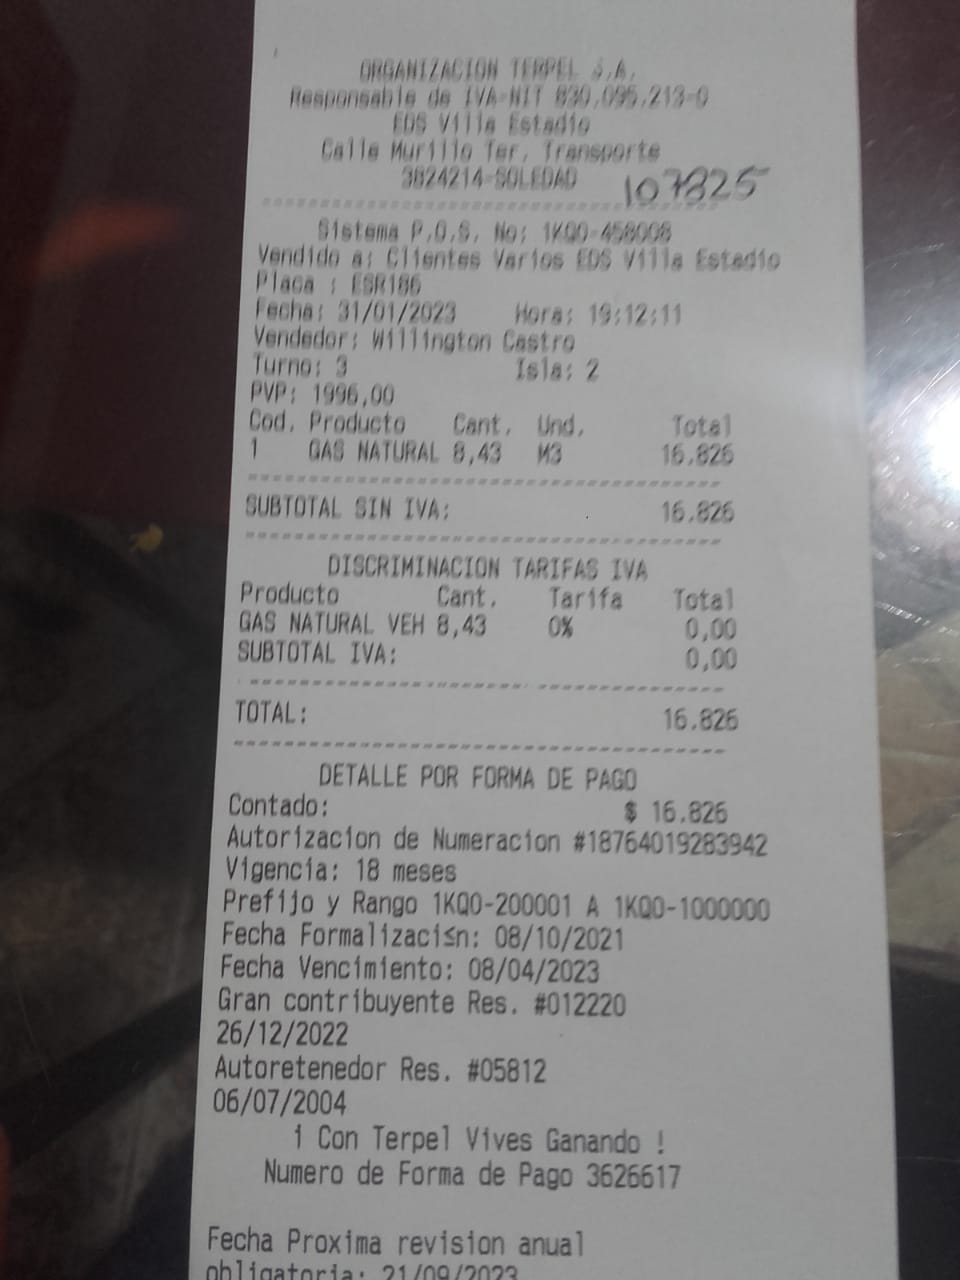 ORGANIZACION TERPEL S.A.
Responsable de IVA-NIT 830.095.213-0
EDS Villa Estadio
Calle Murillo Ter. Transporte
3824214-SOLEDAD 107825
Sistema P.O.S. No: 1KQ0-458008
Vendido a: Clientes Varios EDS Villa Estadio
Placa : ESR186
Fecha: 31/01/2023 Hora: 19:12:11
Vendedor: Willington Castro
Turno: 3 Isla: 2
PVP: 1996,00
Cod. Producto Cant. Und. Total
1 GAS NATURAL 8,43 M3 16.826
SUBTOTAL SIN IVA: 16.826
DISCRIMINACION TARIFAS IVA
Producto Cant. Tarifa Total
GAS NATURAL VEH 8,43 0% 0,00
SUBTOTAL IVA: 0,00
TOTAL: 16.826
DETALLE POR FORMA DE PAGO
Contado: $ 16.826
Autorizacion de Numeracion #18764019283942
Vigencia: 18 meses
Prefijo y Rango 1KQ0-200001 A 1KQ0-1000000
Fecha Formalizaci≤n: 08/10/2021
Fecha Vencimiento: 08/04/2023
Gran contribuyente Res. #012220
26/12/2022
Autoretenedor Res. #05812
06/07/2004
¡ Con Terpel Vives Ganando !
Numero de Forma de Pago 3626617
Fecha Proxima revision anual
obligatoria: 21/09/2023